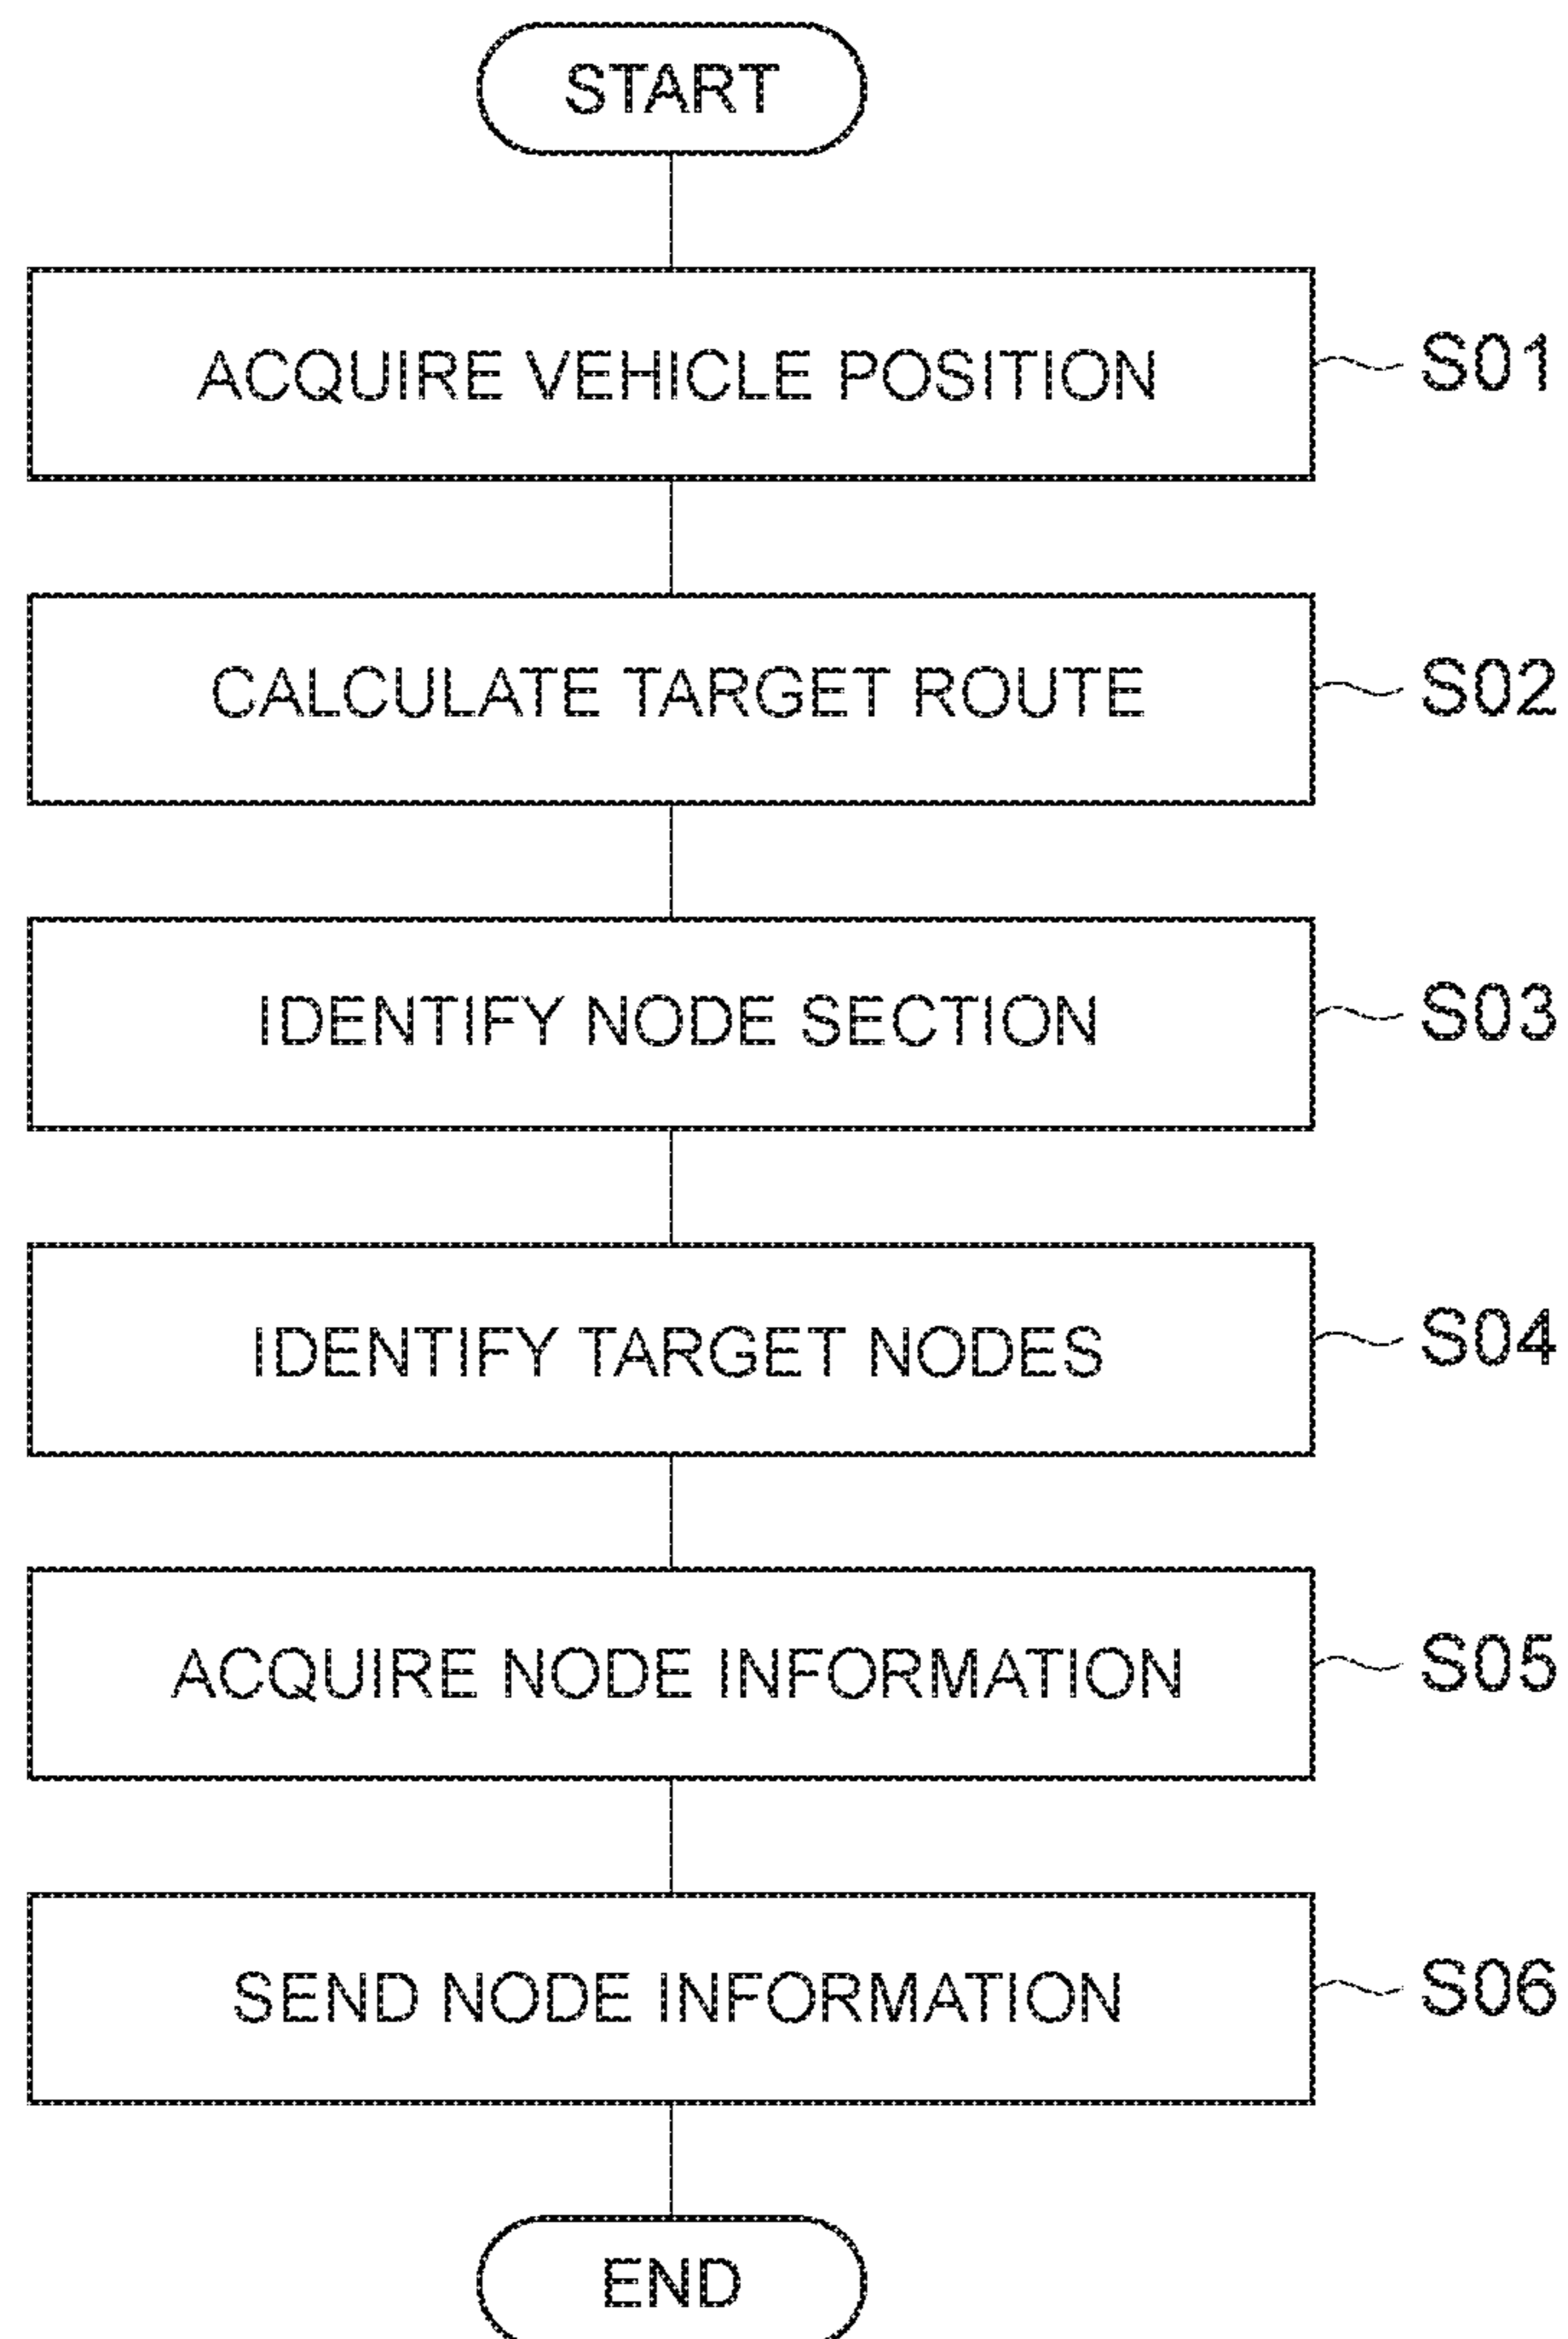 START
ACQUIRE VEHICLE POSITION
S01
CALCULATE TARGET ROUTE
S02
IDENTIFY NODE SECTION
S03
IDENTIFY TARGET NODES
S04
ACQUIRE NODE INFORMATION
S05
SEND NODE INFORMATION
S06
END